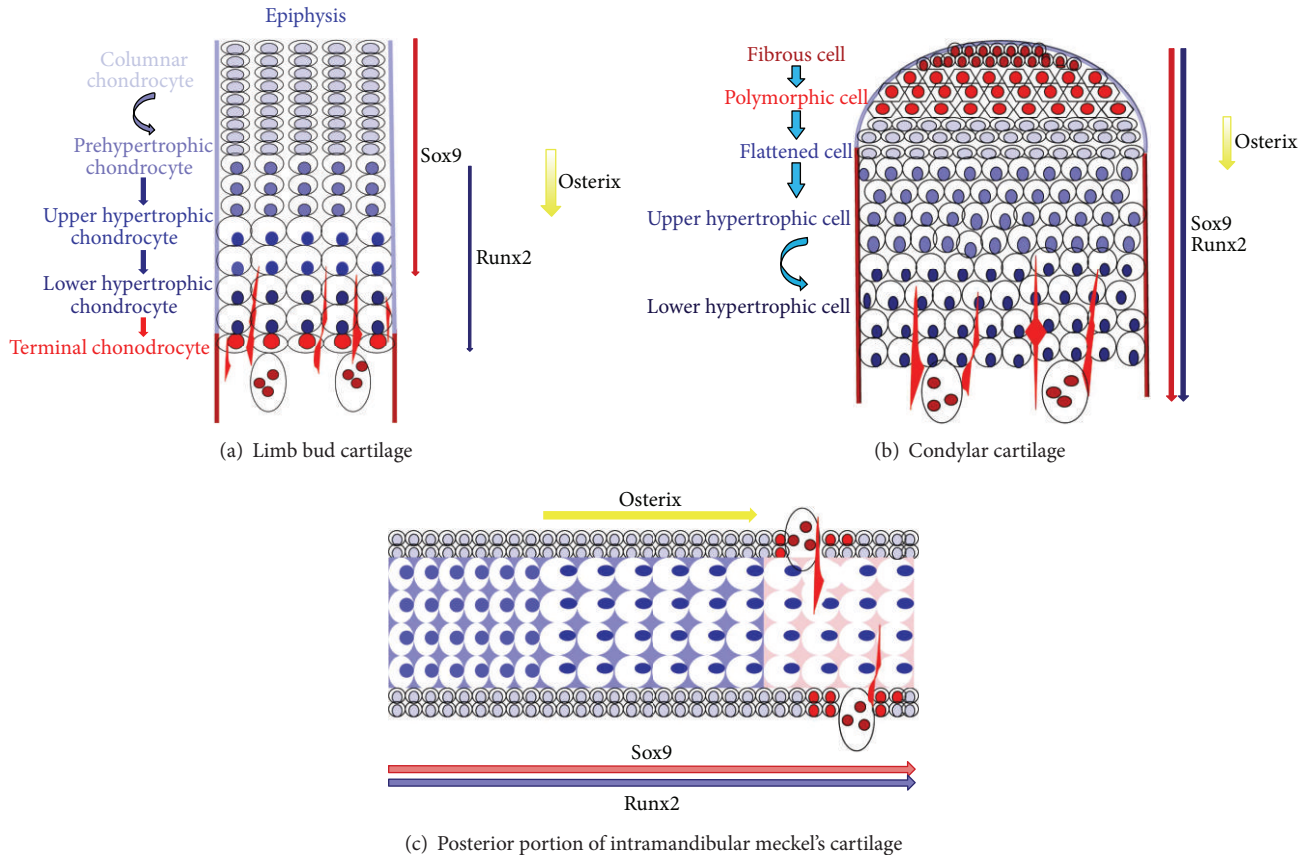 Epiphysis
Columnar
chondrocyte
Prehypertrophic
chondrocyte
Upper hypertrophic
chondrocyte
Lower hypertrophic
chondrocyte
Terminal chonodrocyte
Sox9
Osterix
Runx2
(a) Limb bud cartilage
Fibrous cell
Polymorphic cell
Flattened cell
Upper hypertrophic cell
Lower hypertrophic cell
Osterix
Sox9
Runx2
(b) Condylar cartilage
Osterix
Sox9
Runx2
(c) Posterior portion of intramandibular meckel's cartilage